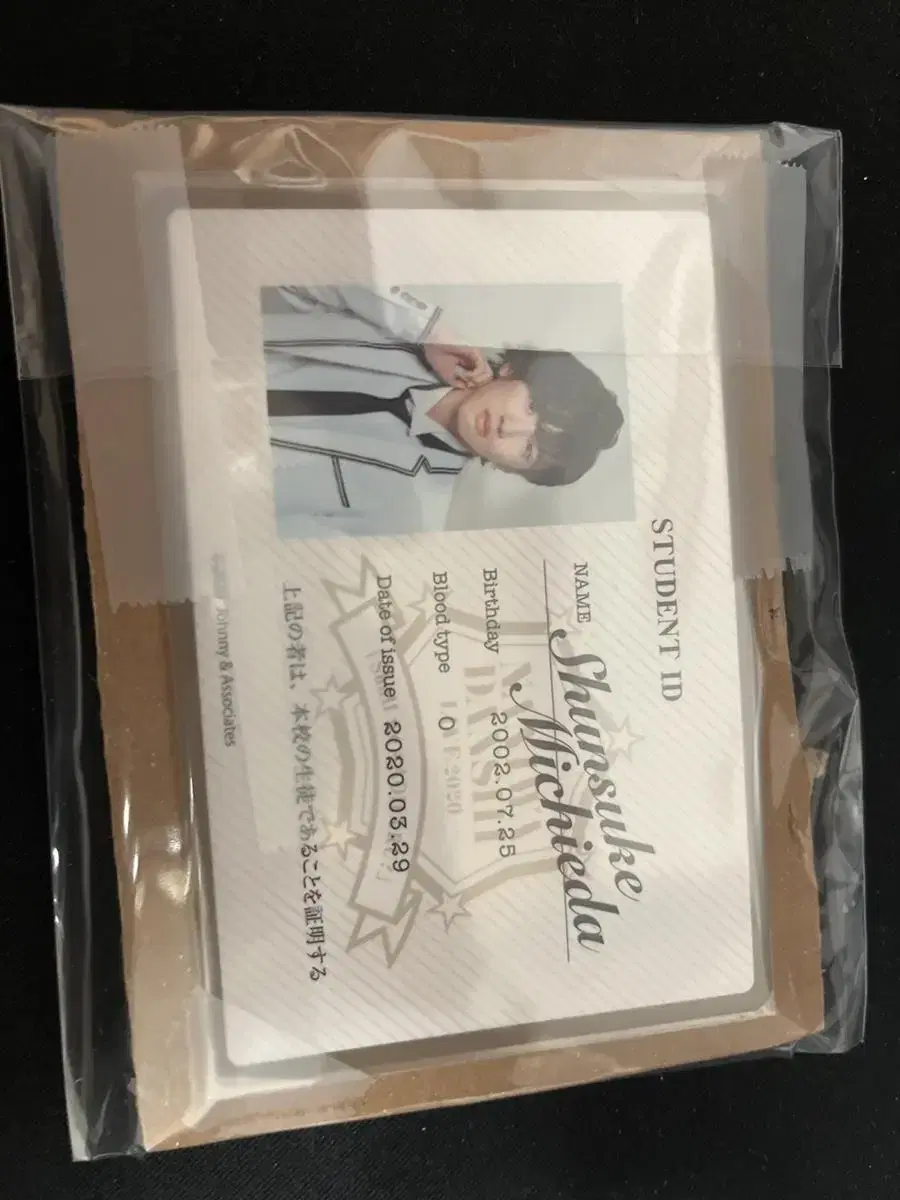 STUDENT ID
NAME
Shunsuke
Michieda
Birthday 2002.07.25
Blood type O
Date of issue 2020.03.29
上記の者は、本校の生徒であることを証明する
Johnny & Associates